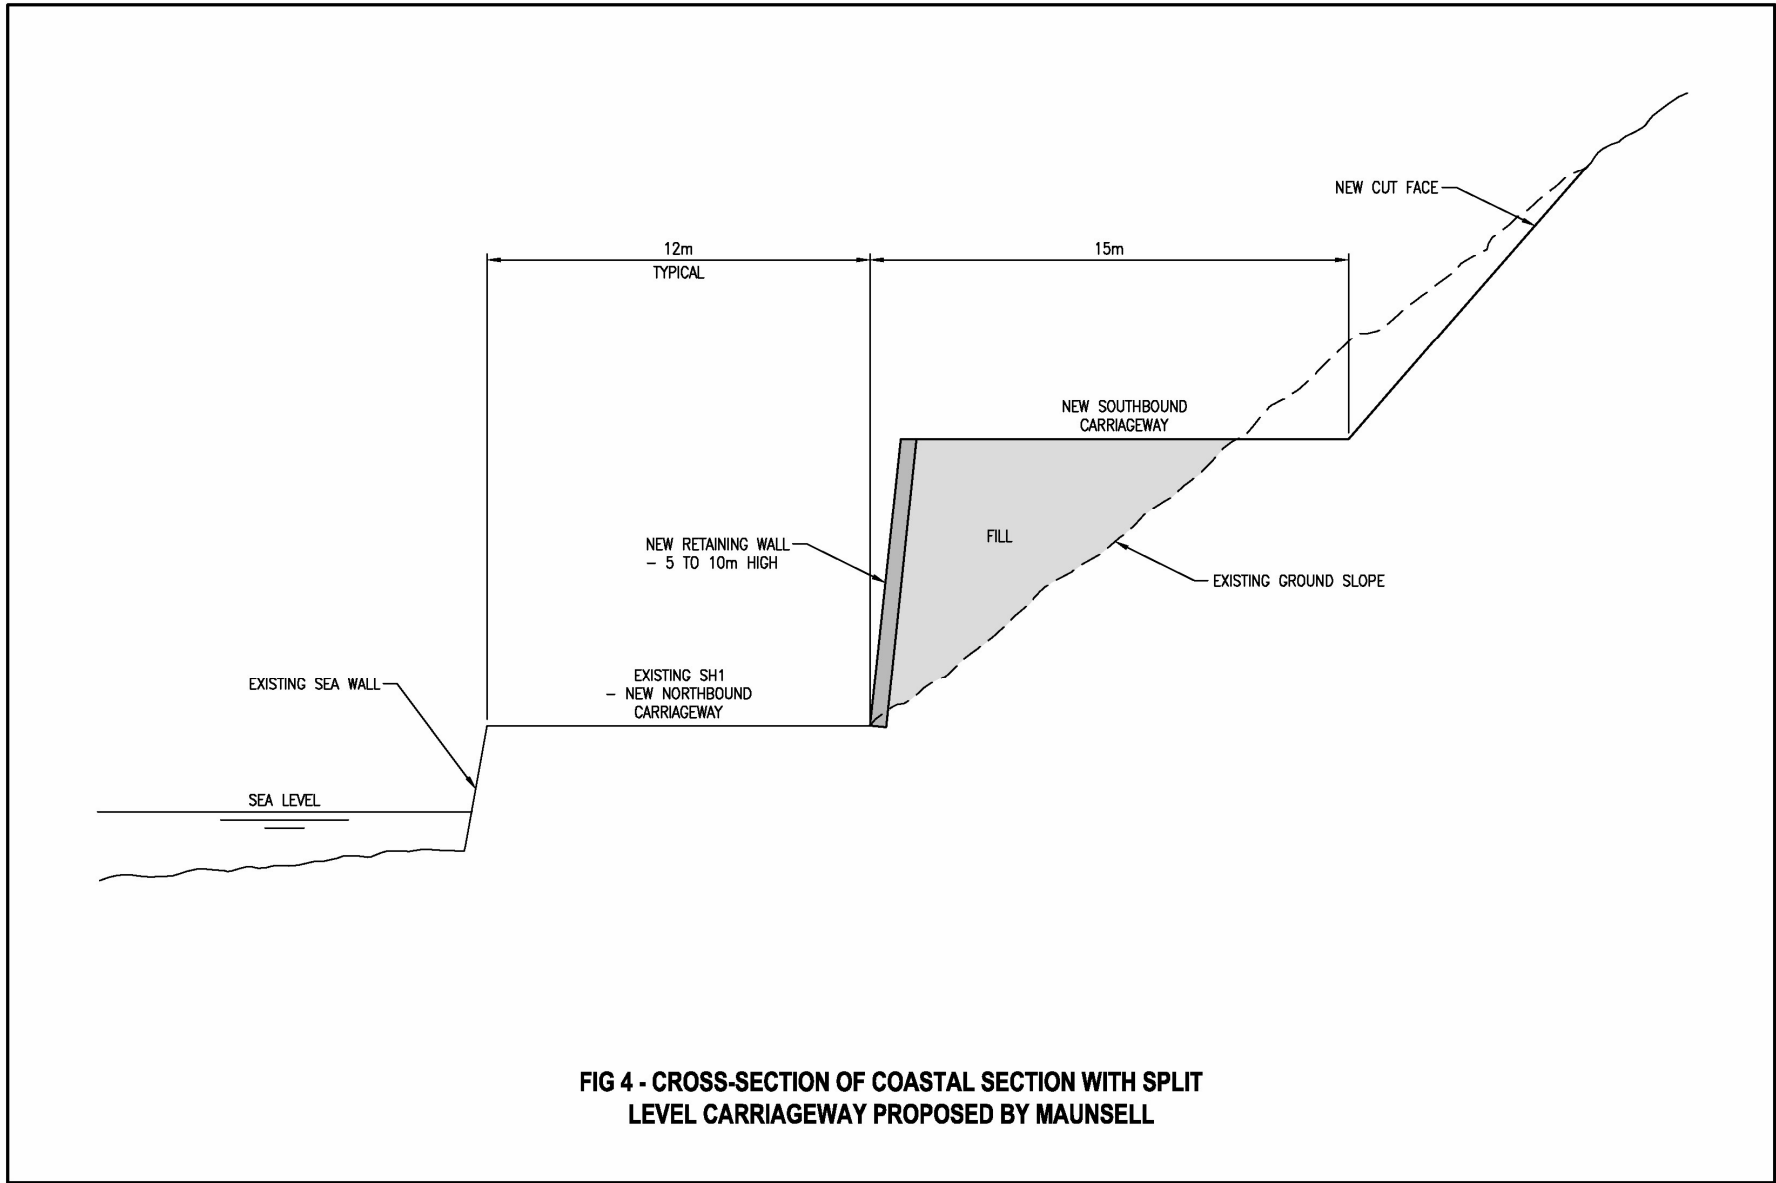 NEW CUT FACE
12m
TYPICAL
15m
NEW SOUTHBOUND
CARRIAGEWAY
NEW RETAINING WALL
- 5 TO 10m HIGH
FILL
EXISTING GROUND SLOPE
EXISTING SH1
- NEW NORTHBOUND
CARRIAGEWAY
EXISTING SEA WALL
SEA LEVEL
FIG 4 - CROSS-SECTION OF COASTAL SECTION WITH SPLIT
LEVEL CARRIAGEWAY PROPOSED BY MAUNSELL